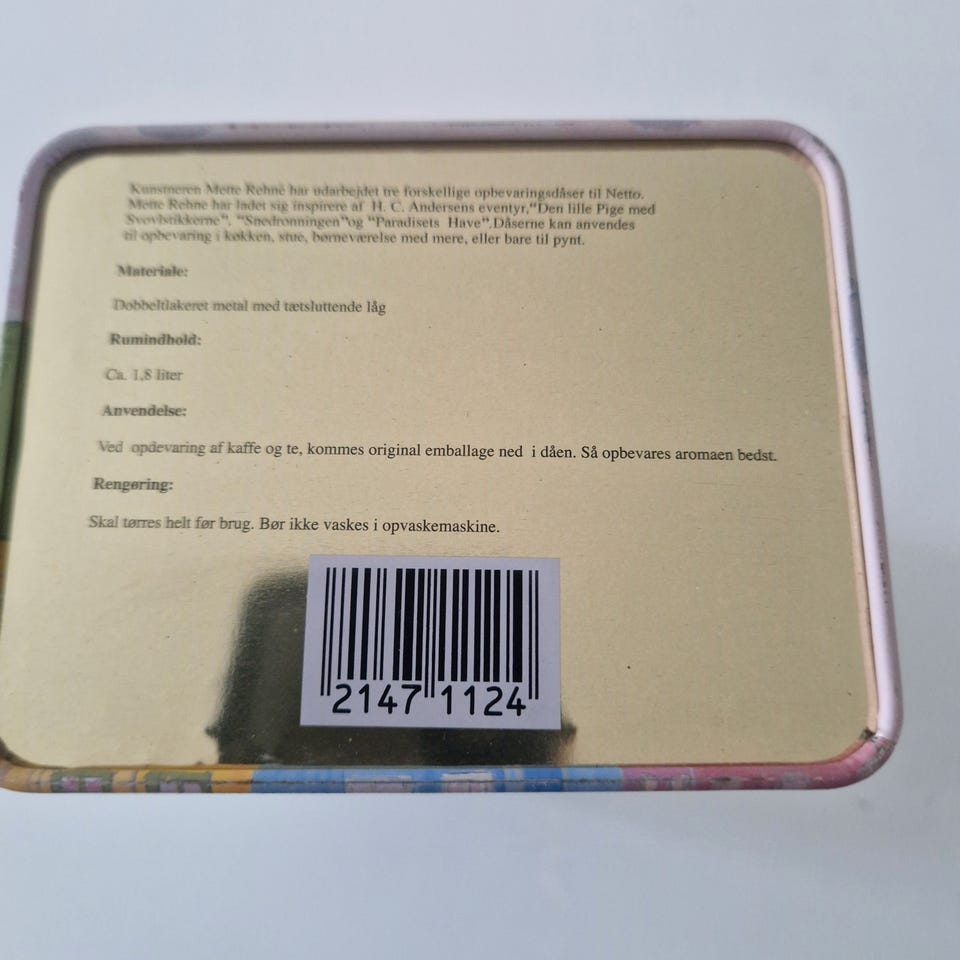 Kunstneren Mette Rehné har udarbejdet tre forskellige opbevaringsdåser til Netto.
Mette Rehne har ladet sig inspirere af H. C. Andersens eventyr,"Den lille Pige med
Svovlstikkerne", "Snedronningen"og "Paradisets Have".Dåserne kan anvendes
til opbevaring i køkken, stue, børneværelse med mere, eller bare til pynt.
Materiale:
Dobbeltlakeret metal med tætsluttende låg
Rumindhold:
Ca. 1,8 liter
Anvendelse:
Ved opdevaring af kaffe og te, kommes original emballage ned i dåen. Så opbevares aromaen bedst.
Rengøring:
Skal tørres helt før brug. Bør ikke vaskes i opvaskemaskine.
2147 1124